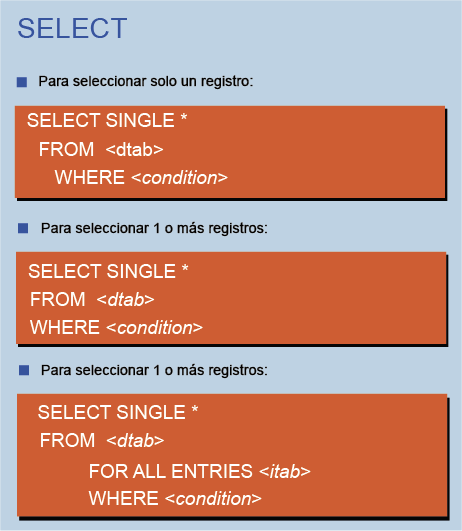 SELECT
Para seleccionar solo un registro:
SELECT SINGLE *
FROM <dtab>
WHERE <condition>
Para seleccionar 1 o más registros:
SELECT SINGLE *
FROM <dtab>
WHERE <condition>
Para seleccionar 1 o más registros:
SELECT SINGLE *
FROM <dtab>
FOR ALL ENTRIES <itab>
WHERE <condition>